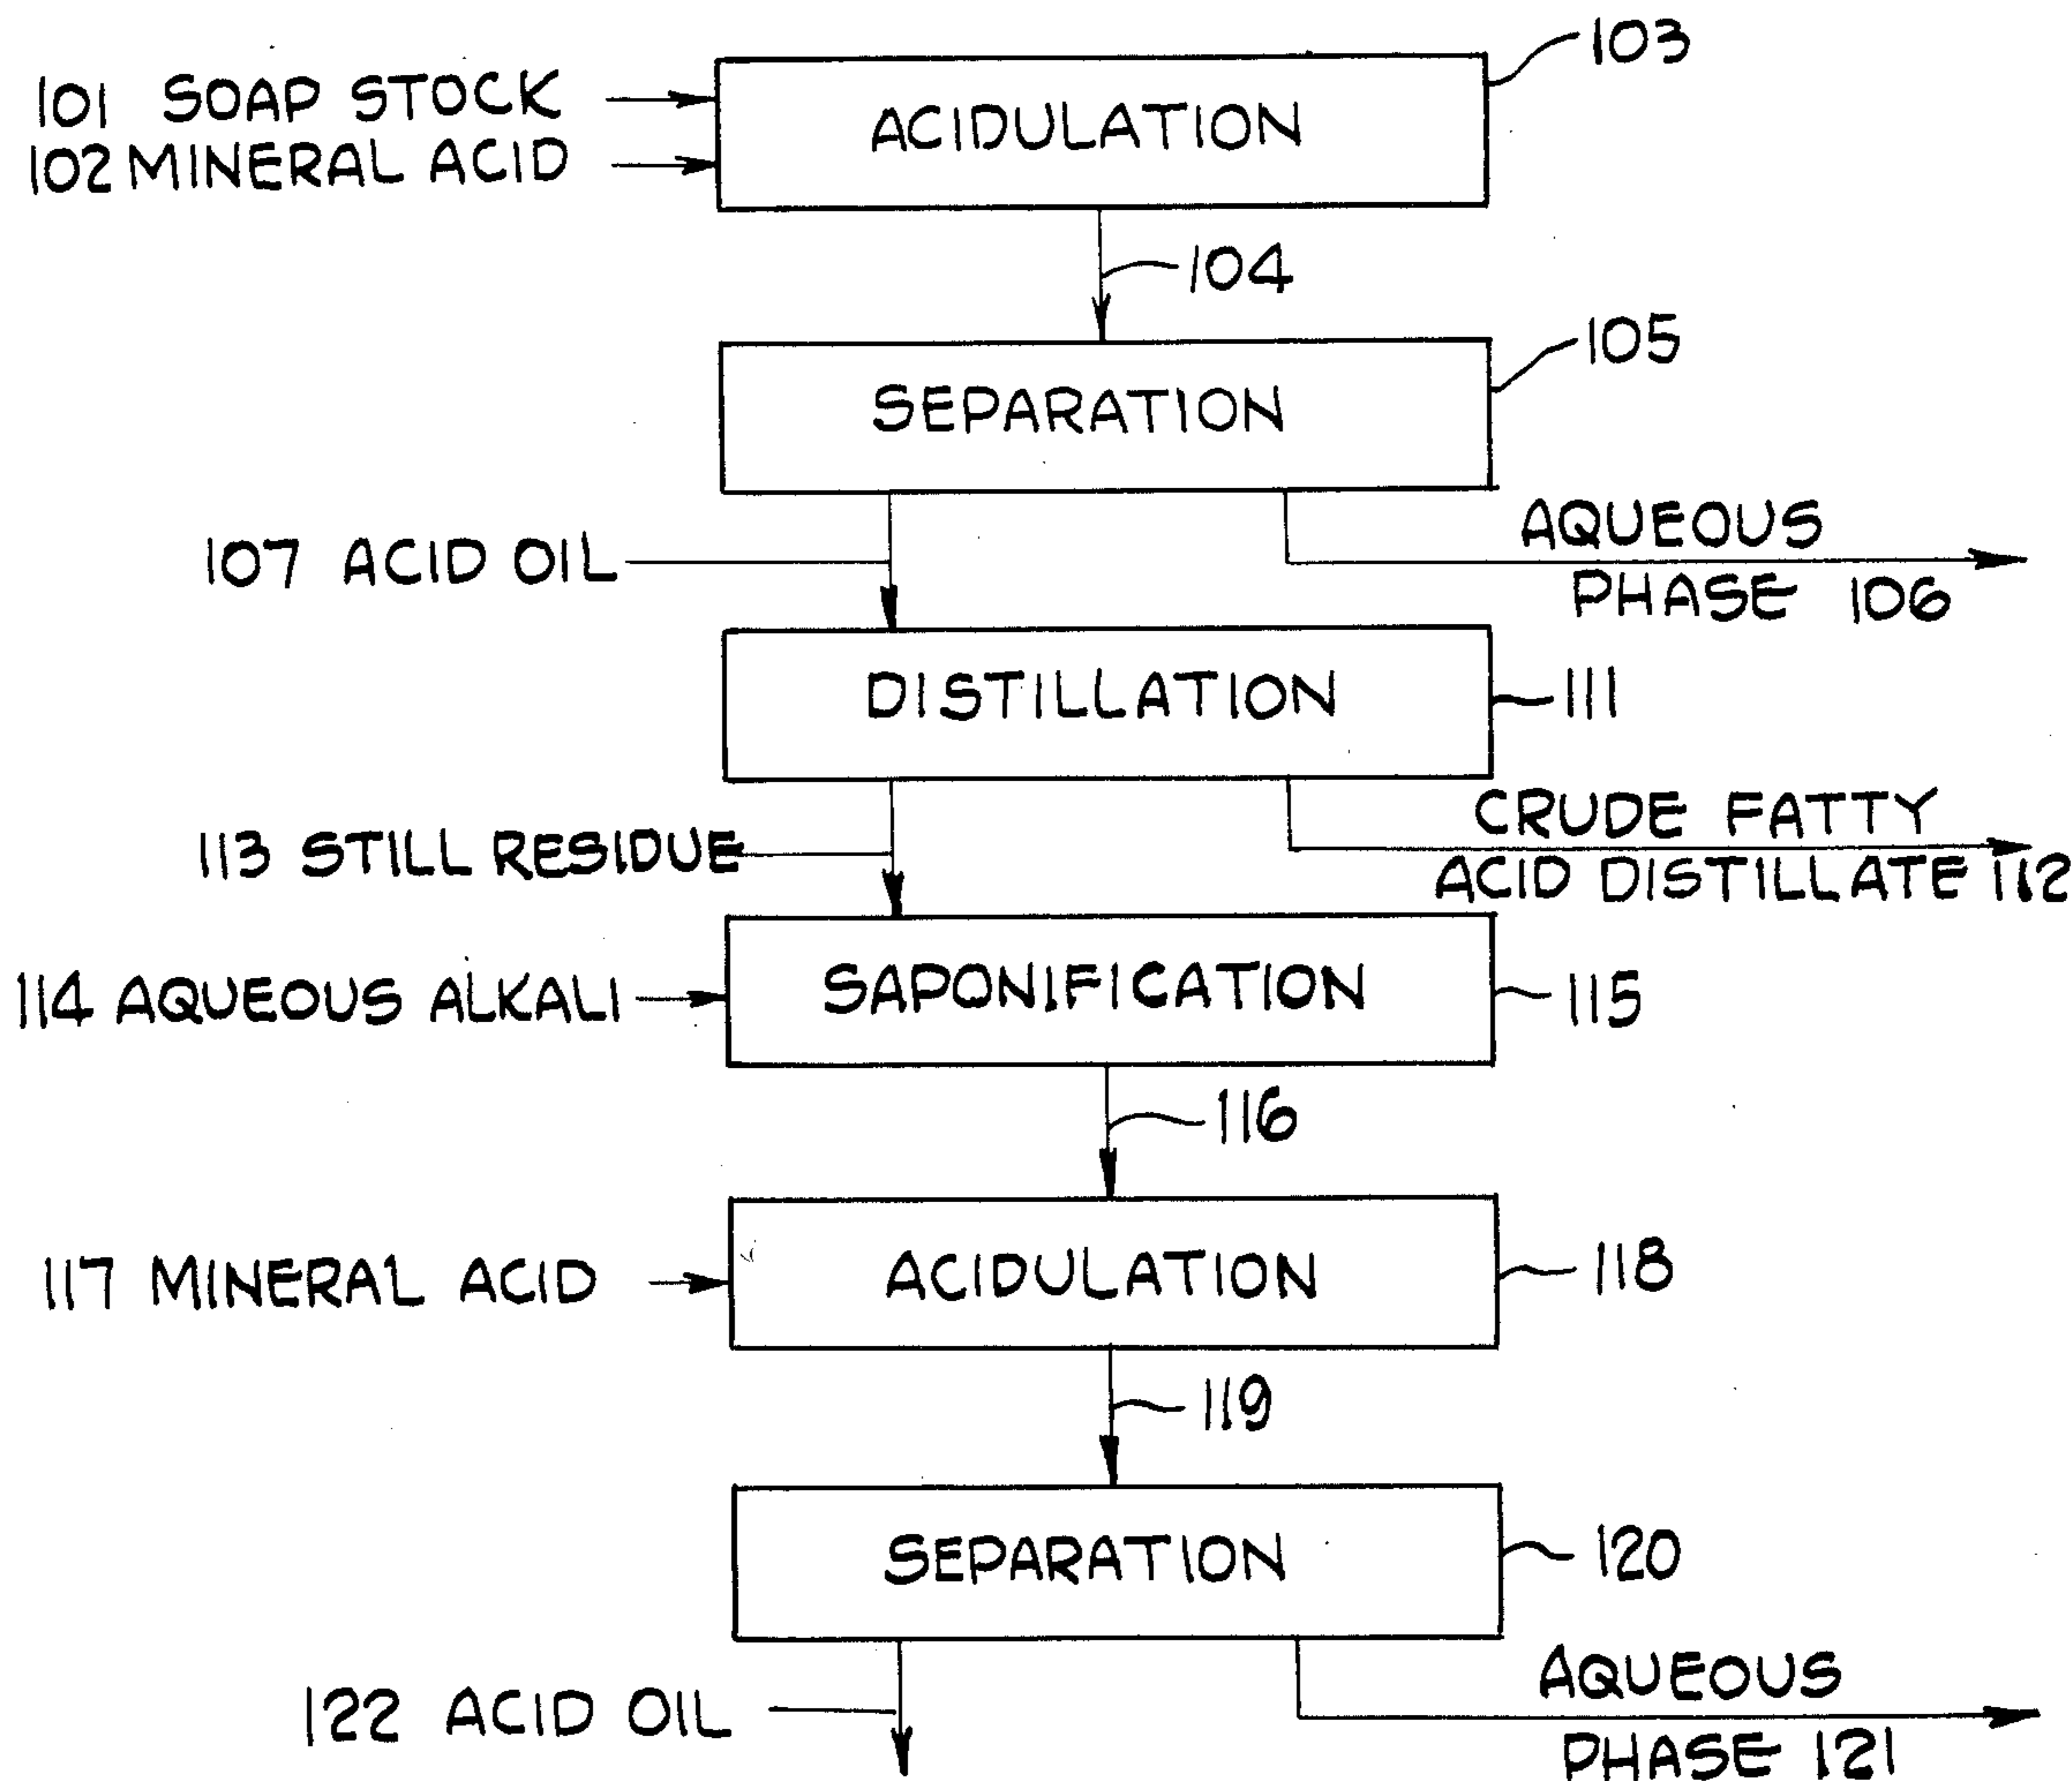 103
101 SOAP STOCK
102 MINERAL ACID
ACIDULATION
104
105
SEPARATION
AQUEOUS
PHASE 106
107 ACID OIL
DISTILLATION
111
CRUDE FATTY
ACID DISTILLATE 112
113 STILL RESIDUE
SAPONIFICATION
114 AQUEOUS ALKALI
115
116
ACIDULATION
117 MINERAL ACID
118
119
SEPARATION
120
AQUEOUS
PHASE 121
122 ACID OIL